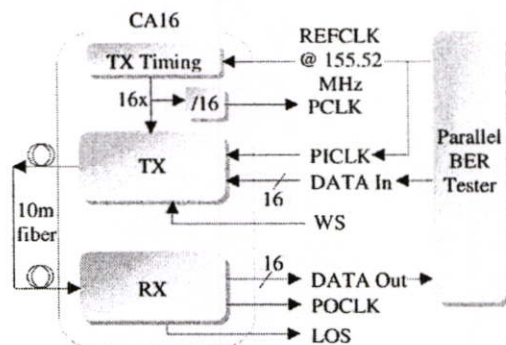 CA16
REFCLK
TX Timing
@ 155.52
MHz
16x
/16
PCLK
Parallel
BER
Tester
TX
PICLK
DATA In
16
10m
fiber
WS
16
RX
DATA Out
POCLK
LOS